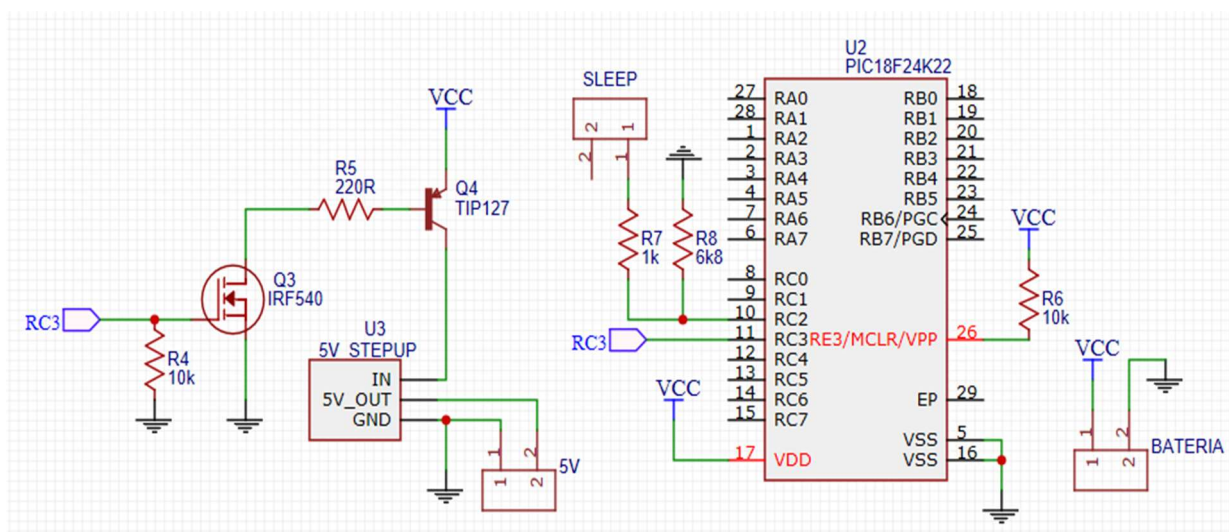 VCC
R5
220R
Q4
TIP127
Q3
IRF540
RC3
R4
10k
U3
5V_STEPUP
IN
5V_OUT
GND
1
2
5V
1
2
SLEEP
2
1
2
1
R7
1k
R8
6k8
RC3
VCC
U2
PIC18F24K22
27 RA0
28 RA1
1 RA2
2 RA3
3 RA4
4 RA5
7 RA6
6 RA7
8 RC0
9 RC1
10 RC2
11 RC3
12 RC4
13 RC5
14 RC6
15 RC7
17 VDD
RB0 18
RB1 19
RB2 20
RB3 21
RB4 22
RB5 23
RB6/PGC 24
RB7/PGD 25
RE3/MCLR/VPP 26
EP 29
VSS 5
VSS 16
VCC
R6
10k
VCC
1
2
BATERIA
1
2